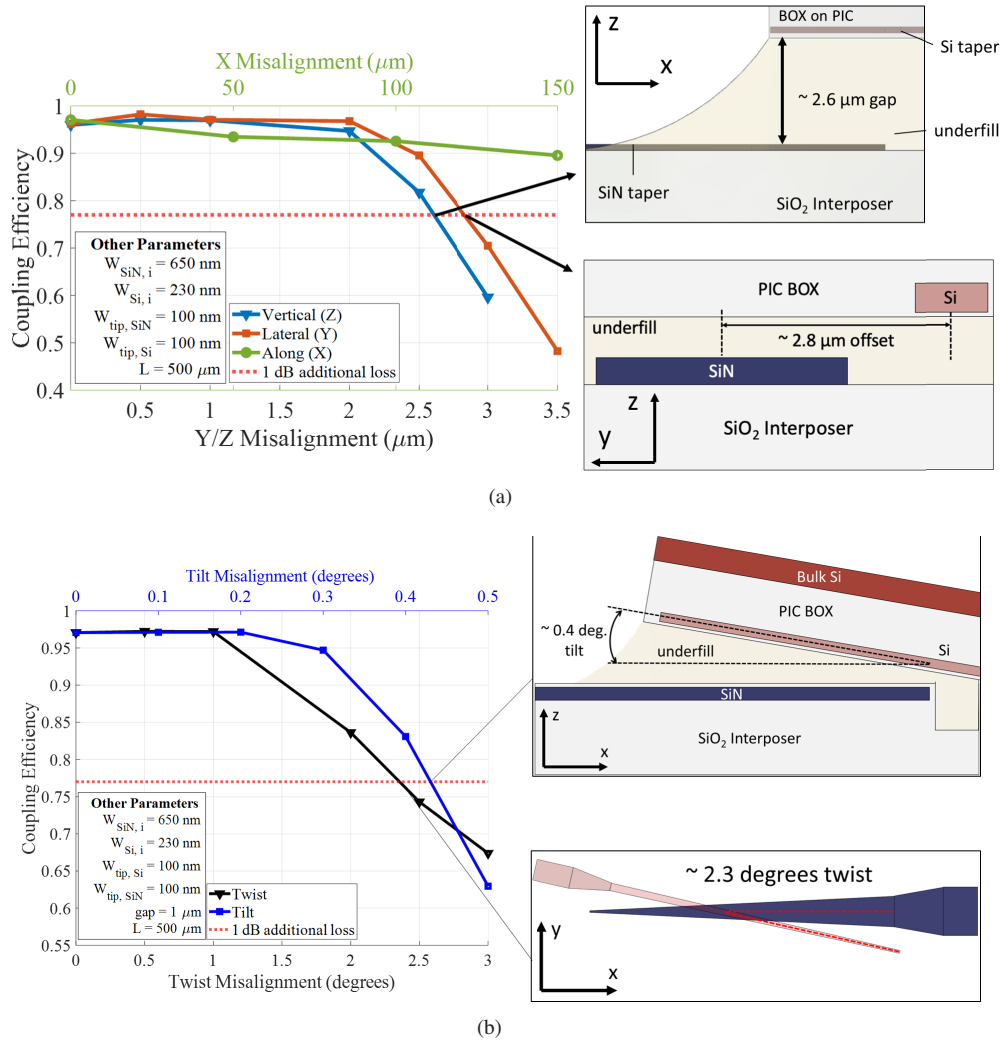 X Misalignment (μm)
0 50 100 150
1
0.9
0.8
0.7
0.6
0.5
0.4
Coupling Efficiency
Other Parameters
W_SiN, i = 650 nm
W_Si, i = 230 nm
W_tip, SiN = 100 nm
W_tip, Si = 100 nm
L = 500 μm
Vertical (Z)
Lateral (Y)
Along (X)
1 dB additional loss
0.5 1 2 2.5 3 3.5
Y/Z Misalignment (μm)
BOX on PIC
z
x
Si taper
~ 2.6 μm gap
underfill
SiN taper
SiO2 Interposer
PIC BOX
Si
underfill
~ 2.8 μm offset
SiN
z
y
SiO2 Interposer
(a)
Tilt Misalignment (degrees)
0 0.1 0.2 0.3 0.4 0.5
1
0.95
0.9
0.85
0.8
0.75
0.7
0.65
0.6
0.55
Coupling Efficiency
Other Parameters
W_SiN, i = 650 nm
W_Si, i = 230 nm
W_tip, Si = 100 nm
W_tip, SiN = 100 nm
gap = 1 μm
L = 500 μm
Twist
Tilt
1 dB additional loss
0 0.5 1 1.5 2 2.5 3
Twist Misalignment (degrees)
Bulk Si
PIC BOX
~ 0.4 deg.
tilt
underfill
Si
SiN
z
x
SiO2 Interposer
~ 2.3 degrees twist
y
x
(b)